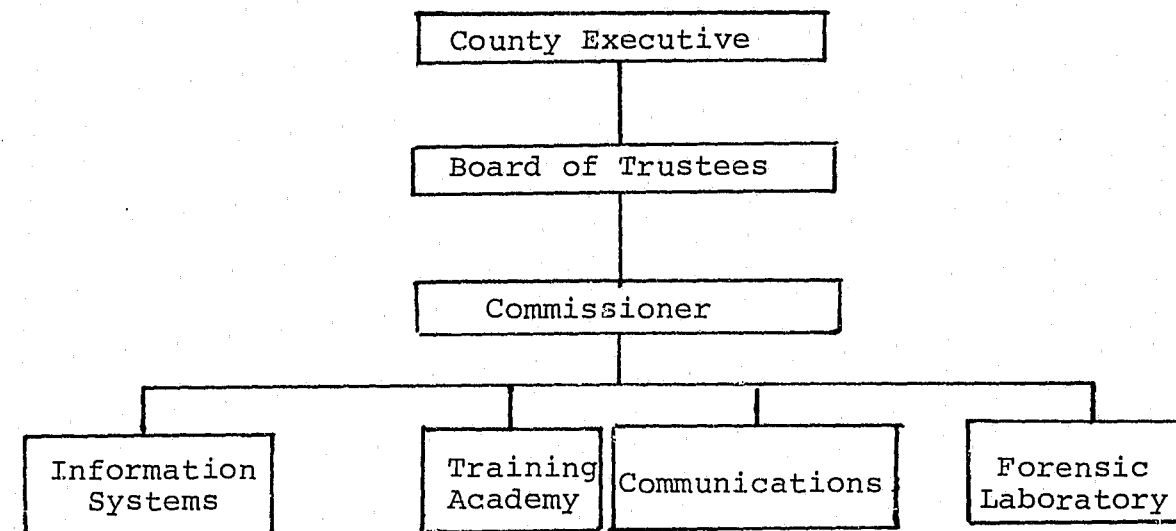 County Executive
Board of Trustees
Commissioner
Information
Systems
Training
Academy
Communications
Forensic
Laboratory